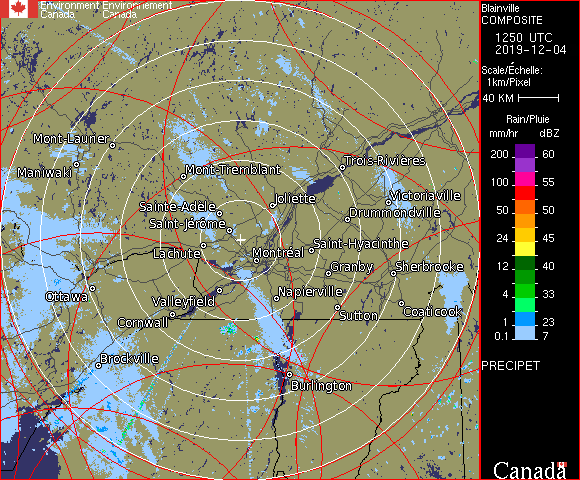 Environment Environnement
Canada Canada
Blainville
COMPOSITE
1250 UTC
2019-12-04
Scale/Échelle:
1km/Pixel
40 KM
Rain/Pluie
mm/hr dBZ
200 60
100 55
50 50
24 45
12 40
4 33
1 23
0.1 7
PRECIPET
Canada
Mont-Laurier
Maniwaki
Mont-Tremblant
Trois-Rivières
Victoriaville
Joliette
Sainte-Adèle
Drummondville
Saint-Jérôme
Saint-Hyacinthe
Lachute
Montréal
Granby
Sherbrooke
Ottawa
Napierville
Valleyfield
Coaticook
Sutton
Cornwall
Brockville
Burlington